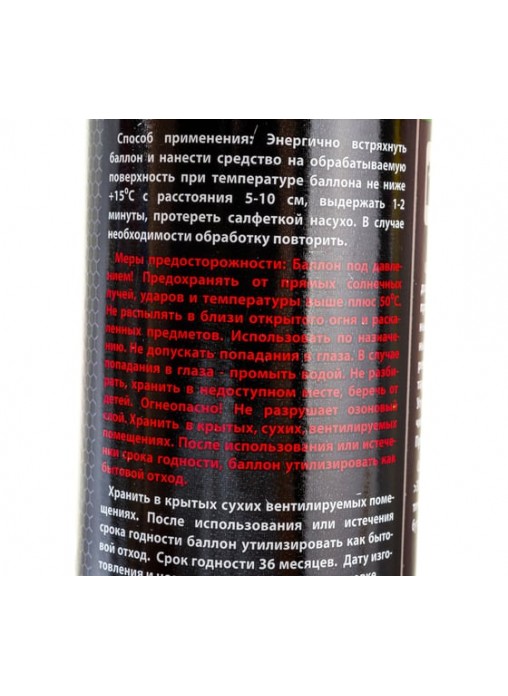 Способ применения: Энергично встряхнуть
баллон и нанести средство на обрабатываемую
поверхность при температуре баллона не ниже
+15°С с расстояния 5-10 см, выдержать 1-2
минуты, протереть салфеткой насухо. В случае
необходимости обработку повторить.
Меры предосторожности: Баллон под давле-
нием! Предохранять от прямых солнечных
лучей, ударов и температуры выше плюс 50°С.
Не распылять в близи открытого огня и раска-
ленных предметов. Использовать по назначе-
нию. Не допускать попадания в глаза. В случае
попадания в глаза - промыть водой. Не разби-
рать, хранить в недоступном месте, беречь от
детей. Огнеопасно! Не разрушает озоновый
слой. Хранить в крытых, сухих, вентилируемых
помещениях. После использования или истече-
нии срока годности, баллон утилизировать как
бытовой отход.
Хранить в крытых сухих вентилируемых поме-
щениях. После использования или истечения
срока годности баллон утилизировать как быто-
вой отход. Срок годности 36 месяцев. Дату изго-
товления и